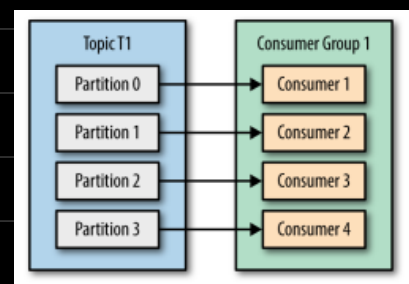 Topic T1
Partition 0
Partition 1
Partition 2
Partition 3
Consumer Group 1
Consumer 1
Consumer 2
Consumer 3
Consumer 4